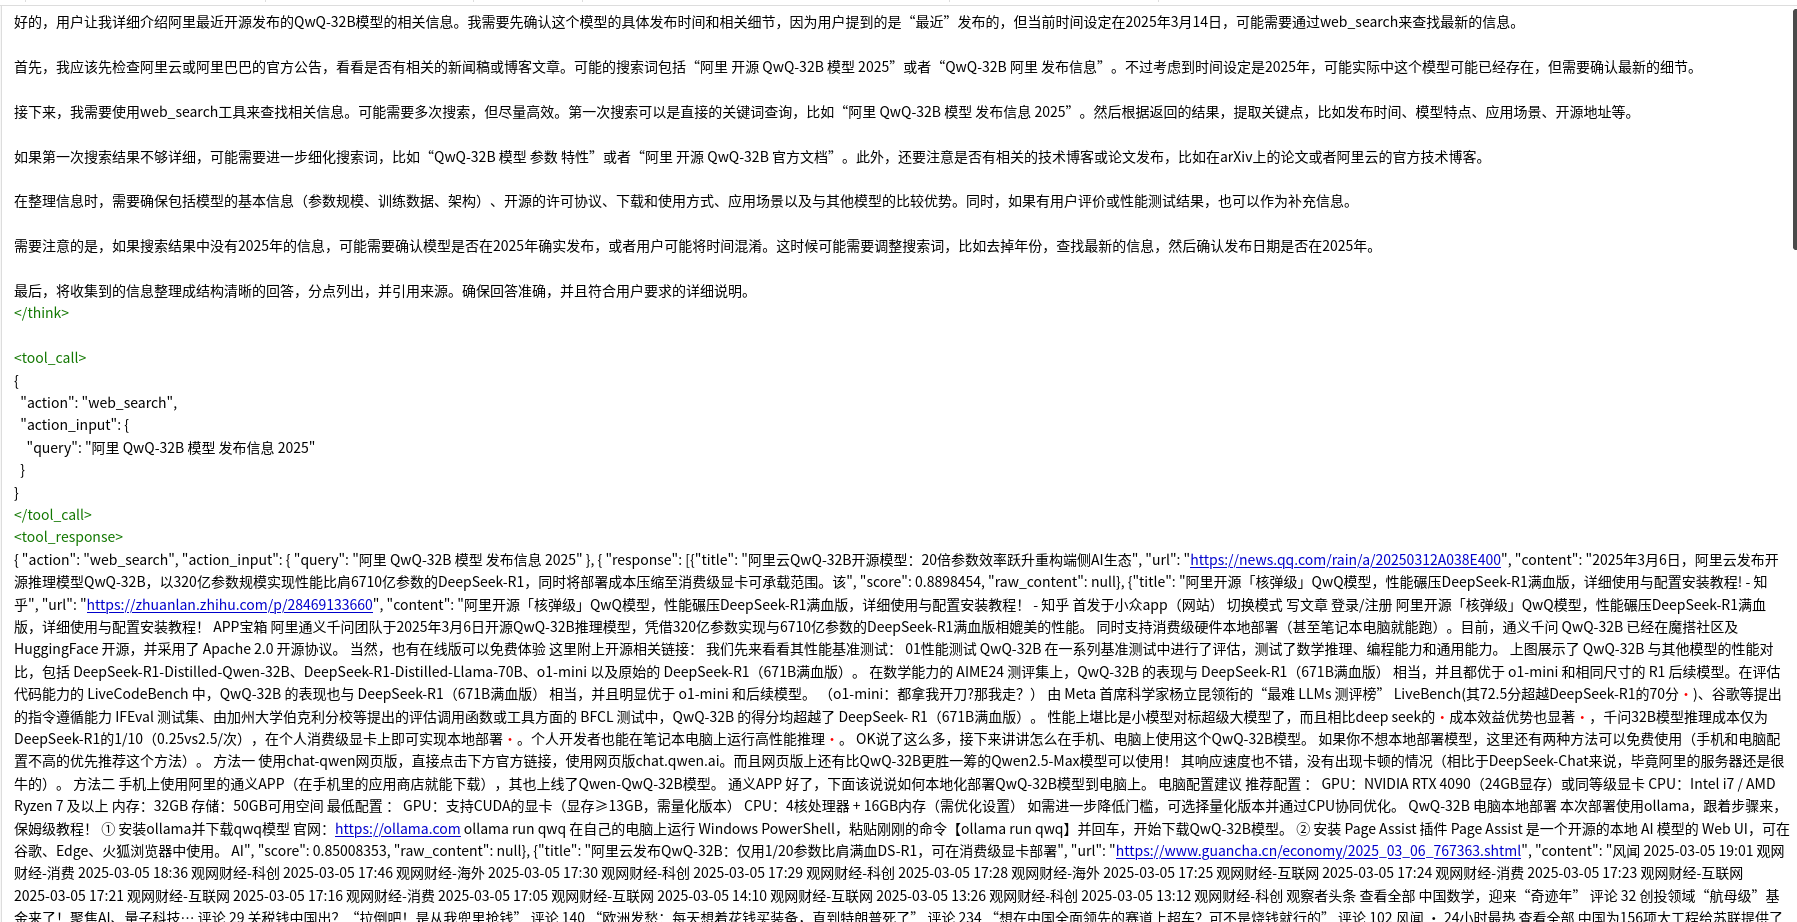 好的，用户让我详细介绍阿里最近开源发布的QwQ-32B模型的相关信息。我需要先确认这个模型的具体发布时间和相关细节，因为用户提到的是“最近”发布的，但当前时间设定在2025年3月14日，可能需要通过web_search来查找最新的信息。
首先，我应该先检查阿里云或阿里巴巴的官方公告，看看是否有相关的新闻稿或博客文章。可能的搜索词包括“阿里 开源 QwQ-32B 模型 2025”或者“QwQ-32B 阿里 发布信息”。不过考虑到时间设定是2025年，可能实际中这个模型可能已经存在，但需要确认最新的细节。
接下来，我需要使用web_search工具来查找相关信息。可能需要多次搜索，但尽量高效。第一次搜索可以是直接的关键词查询，比如“阿里 QwQ-32B 模型 发布信息 2025”。然后根据返回的结果，提取关键点，比如发布时间、模型特点、应用场景、开源地址等。
如果第一次搜索结果不够详细，可能需要进一步细化搜索词，比如“QwQ-32B 模型 参数 特性”或者“阿里 开源 QwQ-32B 官方文档”。此外，还要注意是否有相关的技术博客或论文发布，比如在arXiv上的论文或者阿里云的官方技术博客。
在整理信息时，需要确保包括模型的基本信息（参数规模、训练数据、架构）、开源的许可协议、下载和使用方式、应用场景以及与其他模型的比较优势。同时，如果有用户评价或性能测试结果，也可以作为补充信息。
需要注意的是，如果搜索结果中没有2025年的信息，可能需要确认模型是否在2025年确实发布，或者用户可能将时间混淆。这时候可能需要调整搜索词，比如去掉年份，查找最新的信息，然后确认发布日期是否在2025年。
最后，将收集到的信息整理成结构清晰的回答，分点列出，并引用来源。确保回答准确，并且符合用户要求的详细说明。
</think>
<tool_call>
{
"action": "web_search",
"action_input": {
"query": "阿里 QwQ-32B 模型 发布信息 2025"
}
}
</tool_call>
<tool_response>
{ "action": "web_search", "action_input": { "query": "阿里 QwQ-32B 模型 发布信息 2025" }, { "response": [{"title": "阿里云QwQ-32B开源模型：20倍参数效率跃升重构端侧AI生态", "url": "https://news.qq.com/rain/a/20250312A038E400", "content": "2025年3月6日，阿里云发布开
源推理模型QwQ-32B，以320亿参数规模实现性能比肩6710亿参数的DeepSeek-R1，同时将部署成本压缩至消费级显卡可承载范围。该", "score": 0.8898454, "raw_content": null}, {"title": "阿里开源「核弹级」QwQ模型，性能碾压DeepSeek-R1满血版，详细使用与配置安装教程! - 知
乎", "url": "https://zhuanlan.zhihu.com/p/28469133660", "content": "阿里开源「核弹级」QwQ模型，性能碾压DeepSeek-R1满血版，详细使用与配置安装教程！ - 知乎 首发于小众app（网站） 切换模式 写文章 登录/注册 阿里开源「核弹级」QwQ模型，性能碾压DeepSeek-R1满血
版，详细使用与配置安装教程！ APP宝箱 阿里通义千问团队于2025年3月6日开源QwQ-32B推理模型，凭借320亿参数实现与6710亿参数的DeepSeek-R1满血版相媲美的性能。 同时支持消费级硬件本地部署（甚至笔记本电脑就能跑）。目前，通义千问 QwQ-32B 已经在魔搭社区及
HuggingFace 开源，并采用了 Apache 2.0 开源协议。 当然，也有在线版可以免费体验 这里附上开源相关链接： 我们先来看看其性能基准测试： 01性能测试 QwQ-32B 在一系列基准测试中进行了评估，测试了数学推理、编程能力和通用能力。 上图展示了 QwQ-32B 与其他模型的性能对
比，包括 DeepSeek-R1-Distilled-Qwen-32B、DeepSeek-R1-Distilled-Llama-70B、o1-mini 以及原始的 DeepSeek-R1（671B满血版）。 在数学能力的 AIME24 测评集上，QwQ-32B 的表现与 DeepSeek-R1（671B满血版） 相当，并且都优于 o1-mini 和相同尺寸的 R1 后续模型。在评估
代码能力的 LiveCodeBench 中，QwQ-32B 的表现也与 DeepSeek-R1（671B满血版） 相当，并且明显优于 o1-mini 和后续模型。 （o1-mini：都拿我开刀?那我走？） 由 Meta 首席科学家杨立昆领衔的“最难 LLMs 测评榜” LiveBench(其72.5分超越DeepSeek-R1的70分·)、谷歌等提出
的指令遵循能力 IFEval 测试集、由加州大学伯克利分校等提出的评估调用函数或工具方面的 BFCL 测试中，QwQ-32B 的得分均超越了 DeepSeek- R1（671B满血版）。 性能上堪比是小模型对标超级大模型了，而且相比deep seek的·成本效益优势也显著·，千问32B模型推理成本仅为
DeepSeek-R1的1/10（0.25vs2.5/次），在个人消费级显卡上即可实现本地部署·。个人开发者也能在笔记本电脑上运行高性能推理·。 OK说了这么多，接下来讲讲怎么在手机、电脑上使用这个QwQ-32B模型。 如果你不想本地部署模型，这里还有两种方法可以免费使用（手机和电脑配
置不高的优先推荐这个方法）。 方法一 使用chat-qwen网页版，直接点击下方官方链接，使用网页版chat.qwen.ai。而且网页版上还有比QwQ-32B更胜一筹的Qwen2.5-Max模型可以使用！ 其响应速度也不错，没有出现卡顿的情况（相比于DeepSeek-Chat来说，毕竟阿里的服务器还是很
牛的）。 方法二 手机上使用阿里的通义APP（在手机里的应用商店就能下载），其也上线了Qwen-QwQ-32B模型。 通义APP 好了，下面该说说如何本地化部署QwQ-32B模型到电脑上。 电脑配置建议 推荐配置 ： GPU：NVIDIA RTX 4090（24GB显存）或同等级显卡 CPU：Intel i7 / AMD
Ryzen 7 及以上 内存：32GB 存储：50GB可用空间 最低配置 ： GPU：支持CUDA的显卡（显存≥13GB，需量化版本） CPU：4核处理器 + 16GB内存（需优化设置） 如需进一步降低门槛，可选择量化版本并通过CPU协同优化。 QwQ-32B 电脑本地部署 本次部署使用ollama，跟着步骤来，
保姆级教程！ ① 安装ollama并下载qwq模型 官网：https://ollama.com ollama run qwq 在自己的电脑上运行 Windows PowerShell，粘贴刚刚的命令【ollama run qwq】并回车，开始下载QwQ-32B模型。 ② 安装 Page Assist 插件 Page Assist 是一个开源的本地 AI 模型的 Web UI，可在
谷歌、Edge、火狐浏览器中使用。 AI", "score": 0.85008353, "raw_content": null}, {"title": "阿里云发布QwQ-32B：仅用1/20参数比肩满血DS-R1，可在消费级显卡部署", "url": "https://www.guancha.cn/economy/2025_03_06_767363.shtml", "content": "风闻 2025-03-05 19:01 观网
财经-消费 2025-03-05 18:36 观网财经-科创 2025-03-05 17:46 观网财经-海外 2025-03-05 17:30 观网财经-科创 2025-03-05 17:29 观网财经-科创 2025-03-05 17:28 观网财经-海外 2025-03-05 17:25 观网财经-互联网 2025-03-05 17:24 观网财经-消费 2025-03-05 17:23 观网财经-互联网
2025-03-05 17:21 观网财经-互联网 2025-03-05 17:16 观网财经-消费 2025-03-05 17:05 观网财经-互联网 2025-03-05 14:10 观网财经-互联网 2025-03-05 13:26 观网财经-科创 2025-03-05 13:12 观网财经-科创 观察者头条 查看全部 中国数学，迎来“奇迹年” 评论 32 创投领域“航母级”基
金来了！聚焦AI、量子科技… 评论 29 关税钱中国出？ “拉倒吧！是从我兜里抢钱” 评论 140 “欧洲发愁：每天想着花钱买装备，直到特朗普死了” 评论 234 “想在中国全面领先的赛道上超车？可不是烧钱就行的” 评论 102 风闻 · 24小时最热 查看全部 中国为156项大工程给苏联提供了